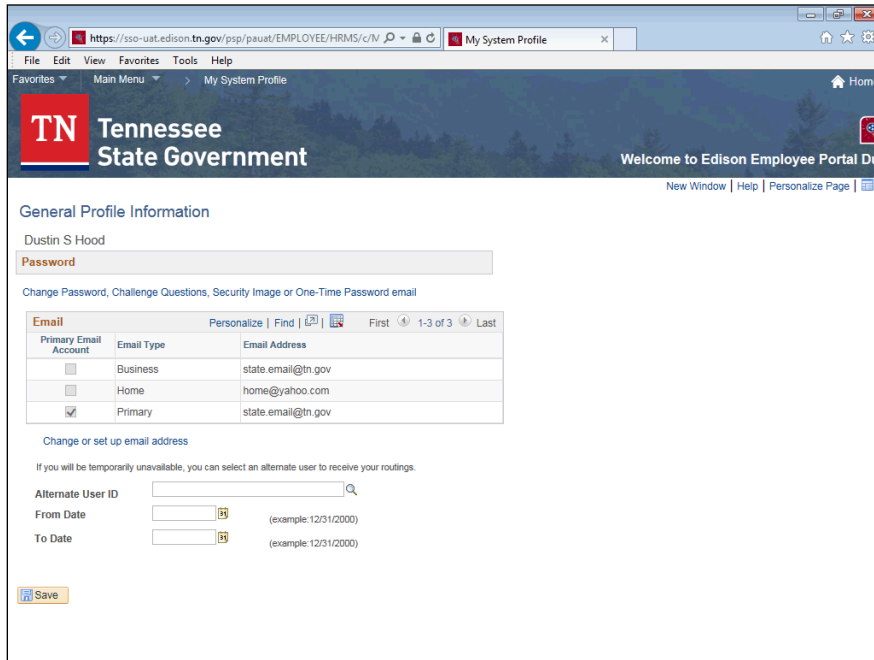 https://sso-uat.edison.tn.gov/psp/pauat/EMPLOYEE/HRMS/c/M
My System Profile
File Edit View Favorites Tools Help
Favorites Main Menu > My System Profile
Home
TN Tennessee
State Government
Welcome to Edison Employee Portal Du
New Window | Help | Personalize Page |
General Profile Information
Dustin S Hood
Password
Change Password, Challenge Questions, Security Image or One-Time Password email
Email Personalize | Find | First 1-3 of 3 Last
Primary Email Account Email Type Email Address
Business state.email@tn.gov
Home home@yahoo.com
Primary state.email@tn.gov
Change or set up email address
If you will be temporarily unavailable, you can select an alternate user to receive your routings.
Alternate User ID
From Date 31 (example:12/31/2000)
To Date 31 (example:12/31/2000)
Save